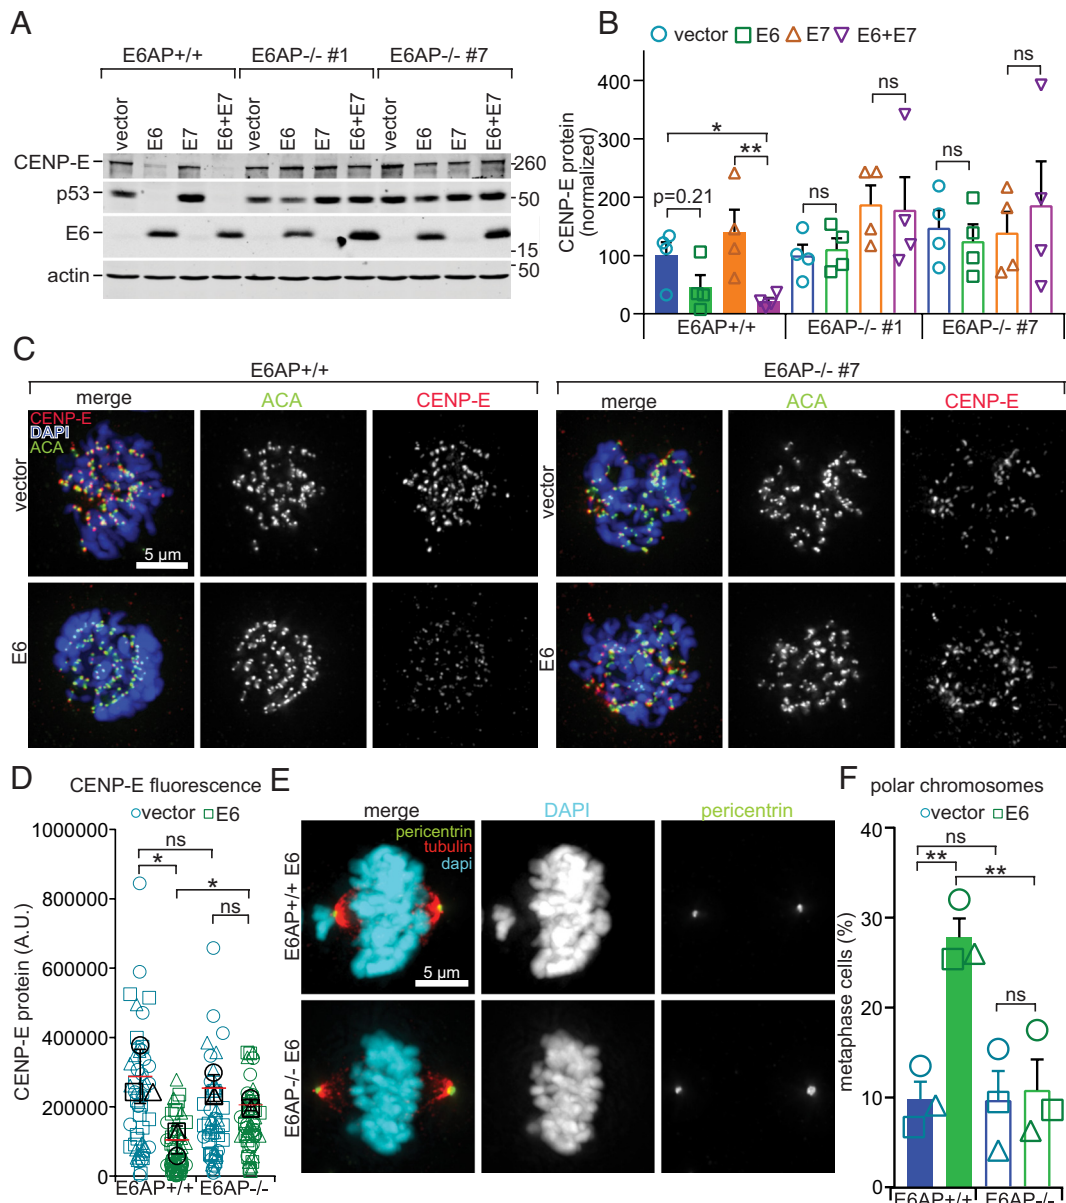 A
E6AP+/+ E6AP-/- #1 E6AP-/- #7
vector E6 E7 E6+E7 vector E6 E7 E6+E7 vector E6 E7 E6+E7
CENP-E 260
p53 50
E6 15
actin 50
B
vector E6 E7 E6+E7
CENP-E protein
(normalized)
400
300
200
100
0
p=0.21 * ** ns ns ns ns
E6AP+/+ E6AP-/- #1 E6AP-/- #7
C
E6AP+/+ E6AP-/- #7
merge ACA CENP-E merge ACA CENP-E
CENP-E
DAPI
ACA
vector vector
5 µm
E6 E6
D CENP-E fluorescence
vector E6
CENP-E protein (A.U.)
1000000
800000
600000
400000
200000
0
ns
* *
ns
E6AP+/+ E6AP-/-
E
merge DAPI pericentrin
pericentrin
tubulin
dapi
E6AP+/+ E6
5 µm
E6AP-/- E6
F polar chromosomes
vector E6
metaphase cells (%)
40
30
20
10
0
ns
** **
ns
E6AP+/+ E6AP-/-